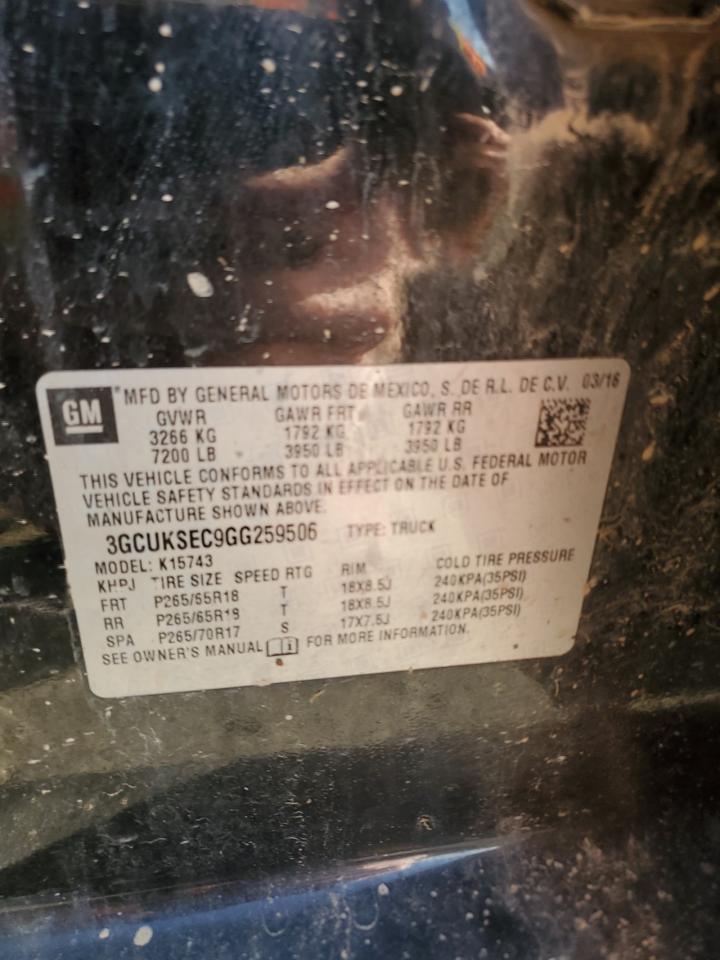 GM
MFD BY GENERAL MOTORS DE MEXICO, S. DE R.L. DE C.V. 03/16
GVWR GAWR FRT GAWR RR
3266 KG 1792 KG 1792 KG
7200 LB 3950 LB 3950 LB
THIS VEHICLE CONFORMS TO ALL APPLICABLE U.S. FEDERAL MOTOR
VEHICLE SAFETY STANDARDS IN EFFECT ON THE DATE OF
MANUFACTURE SHOWN ABOVE.
3GCUKSEC9GG259506 TYPE: TRUCK
MODEL: K15743
TIRE SIZE SPEED RTG RIM COLD TIRE PRESSURE
FRT P265/65R18 T 18X8.5J 240KPA(35PSI)
RR P265/65R18 T 18X8.5J 240KPA(35PSI)
SPA P265/70R17 S 17X7.5J 240KPA(35PSI)
SEE OWNER'S MANUAL FOR MORE INFORMATION.